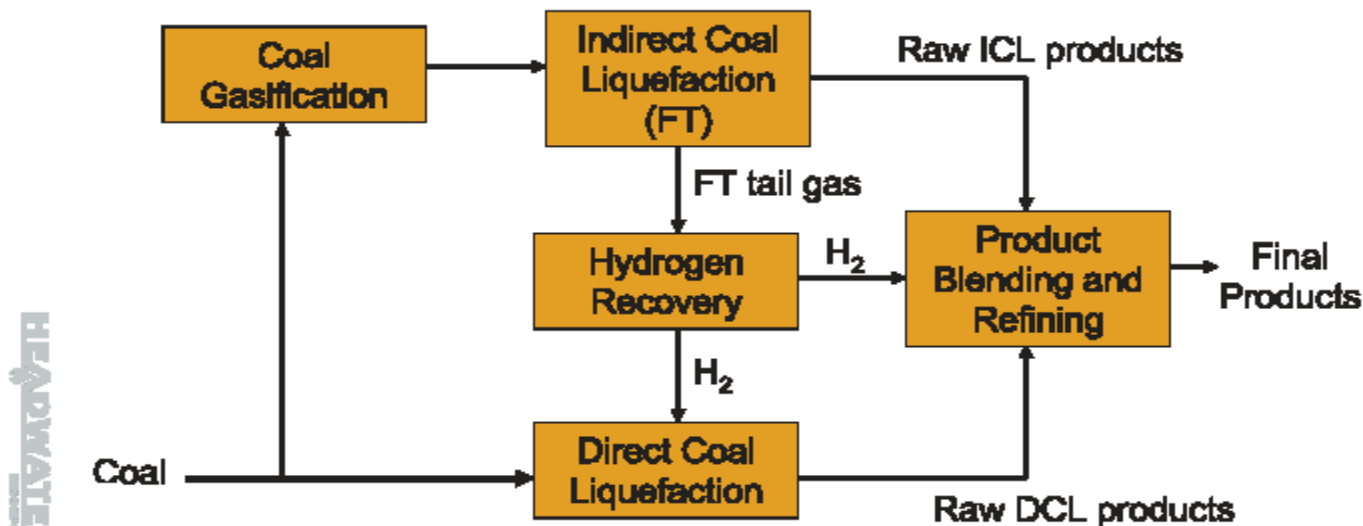 Coal
Gasification
Indirect Coal
Liquefaction
(FT)
Raw ICL products
FT tail gas
Hydrogen
Recovery
H₂
Product
Blending and
Refining
Final
Products
H₂
Coal
Direct Coal
Liquefaction
Raw DCL products
HEADWATE